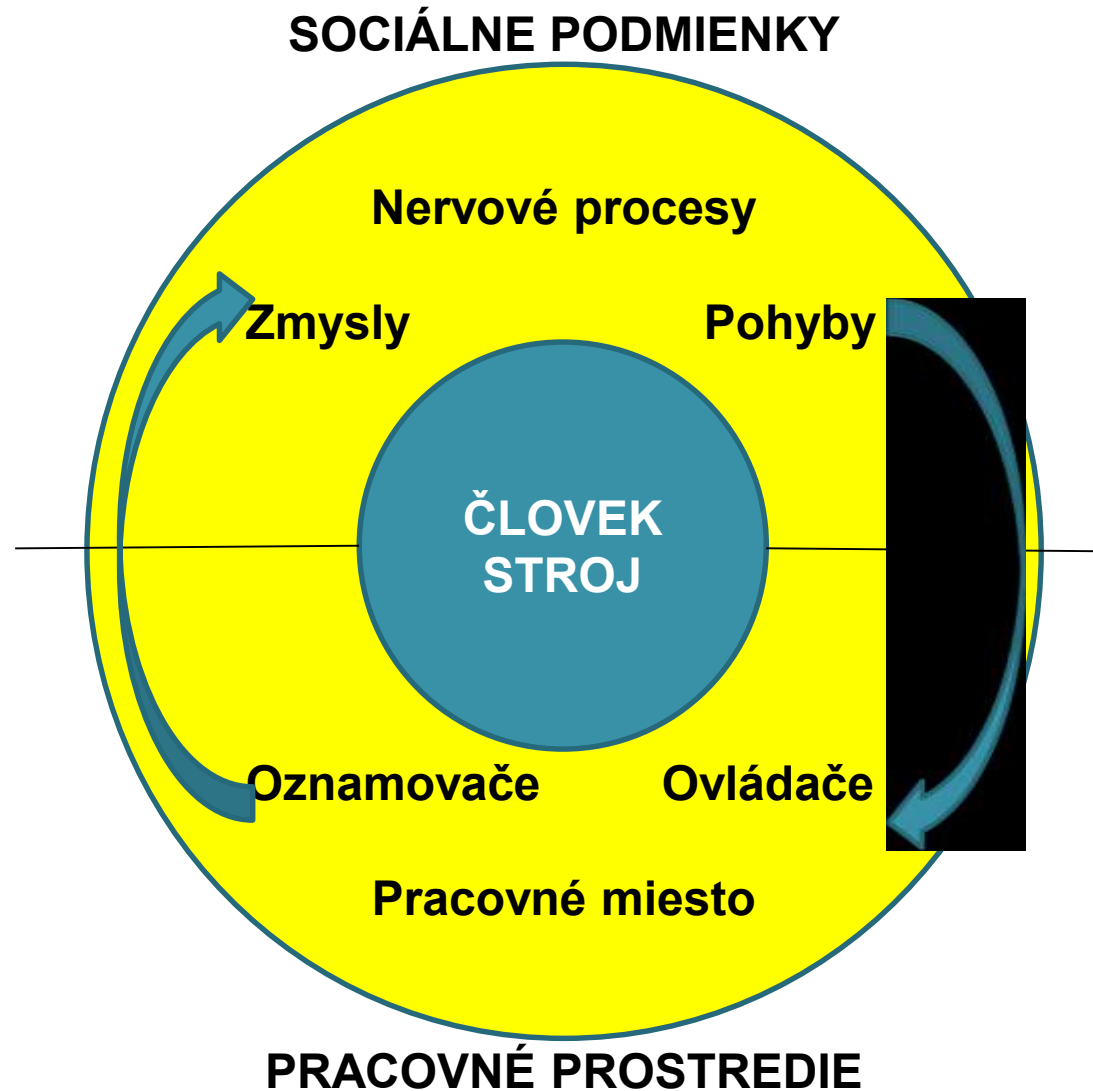 SOCIÁLNE PODMIENKY
Nervové procesy
Zmysly
Pohyby
ČLOVEK
STROJ
Oznamovače
Ovládače
Pracovné miesto
PRACOVNÉ PROSTREDIE